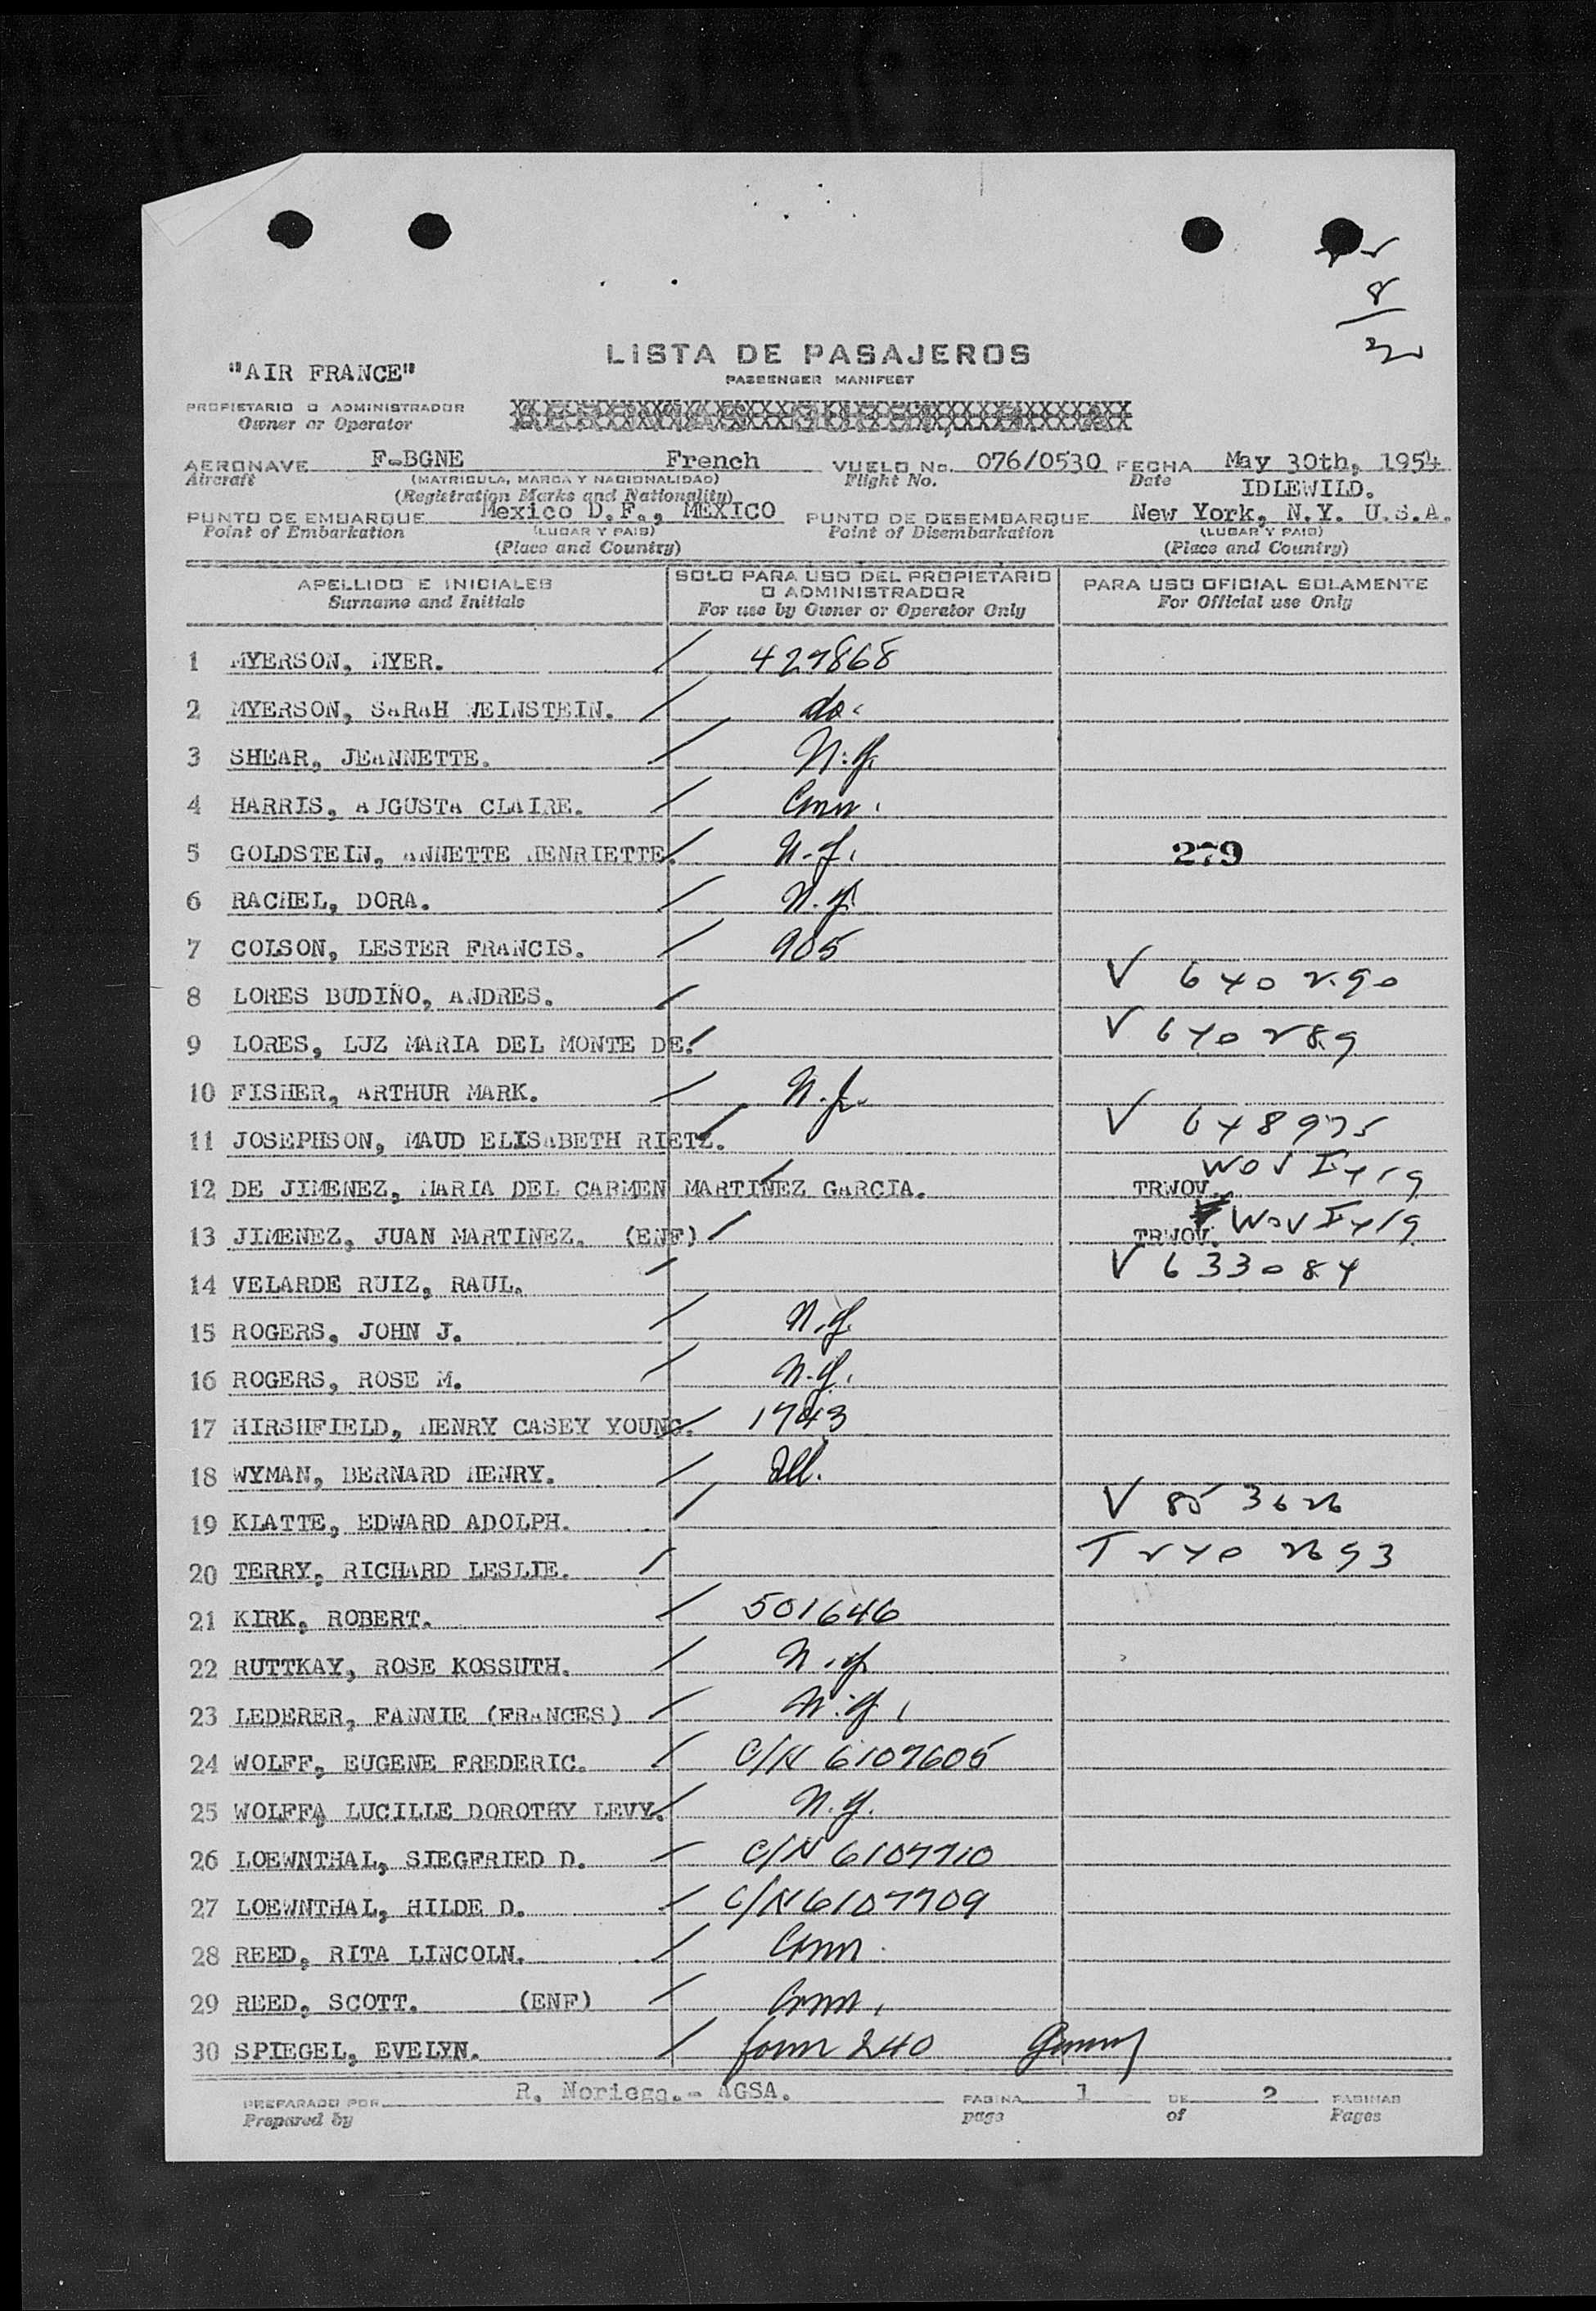 8
LISTA DE PASAJEROS
PASSENGER MANIFEST
"AIR FRANCE"
PROPIETARIO O ADMINISTRADOR
Owner or Operator
AERONAVE F-BGNE French VUELO No. 076/0530 FECHA May 30th, 1954
Aircraft (MATRICULA, MARCA Y NACIONALIDAD) Flight No. Date IDLEWILD.
(Registration Marks and Nationality)
PUNTO DE EMBARQUE Mexico D.F., MEXICO PUNTO DE DESEMBARQUE New York, N.Y. U.S.A.
Point of Embarkation (LUGAR Y PAIS) Point of Disembarkation (LUGAR Y PAIS)
(Place and Country) (Place and Country)
APELLIDO E INICIALES SOLO PARA USO DEL PROPIETARIO O ADMINISTRADOR PARA USO OFICIAL SOLAMENTE
Surname and Initials For use by Owner or Operator Only For Official use Only
1 MYERSON, MYER. / 429868
2 MYERSON, SARAH WEINSTEIN. / do.
3 SHEAR, JEANNETTE. / N.Y.
4 HARRIS, AUGUSTA CLAIRE. / Conn.
5 GOLDSTEIN, ANNETTE HENRIETTE. / N.J. 279
6 RACHEL, DORA. / N.Y.
7 COLSON, LESTER FRANCIS. / 905
8 LORES BUDIÑO, ANDRES. / V 640290
9 LORES, LUZ MARIA DEL MONTE DE. / V 640289
10 FISHER, ARTHUR MARK. / N.J.
11 JOSEPHSON, MAUD ELISABETH RIETZ. / V 648975
12 DE JIMENEZ, MARIA DEL CARMEN MARTINEZ GARCIA. / TRWOV. WOV I 419
13 JIMENEZ, JUAN MARTINEZ. (ENF) / TRWOV. WOV I 419
14 VELARDE RUIZ, RAUL. / V 633084
15 ROGERS, JOHN J. / N.Y.
16 ROGERS, ROSE M. / N.Y.
17 HIRSHFIELD, HENRY CASEY YOUNG. / 1743
18 WYMAN, BERNARD HENRY. / Ill.
19 KLATTE, EDWARD ADOLPH. / V 853626
20 TERRY, RICHARD LESLIE. / T 2402693
21 KIRK, ROBERT. / 501646
22 RUTTKAY, ROSE KOSSUTH. / N.Y.
23 LEDERER, FANNIE (FRANCES) / N.Y.
24 WOLFF, EUGENE FREDERIC. / C/N 6107605
25 WOLFF, LUCILLE DOROTHY LEVY. / N.Y.
26 LOEWNTHAL, SIEGFRIED D. / C/N 6107710
27 LOEWNTHAL, HILDE D. / C/N 6107709
28 REED, RITA LINCOLN. / Conn.
29 REED, SCOTT. (ENF) / Conn.
30 SPIEGEL, EVELYN. / form 240
PREPARADO POR R. Noriega.- AGSA. PAGINA 1 DE 2 PAGINAS
Prepared by page of Pages